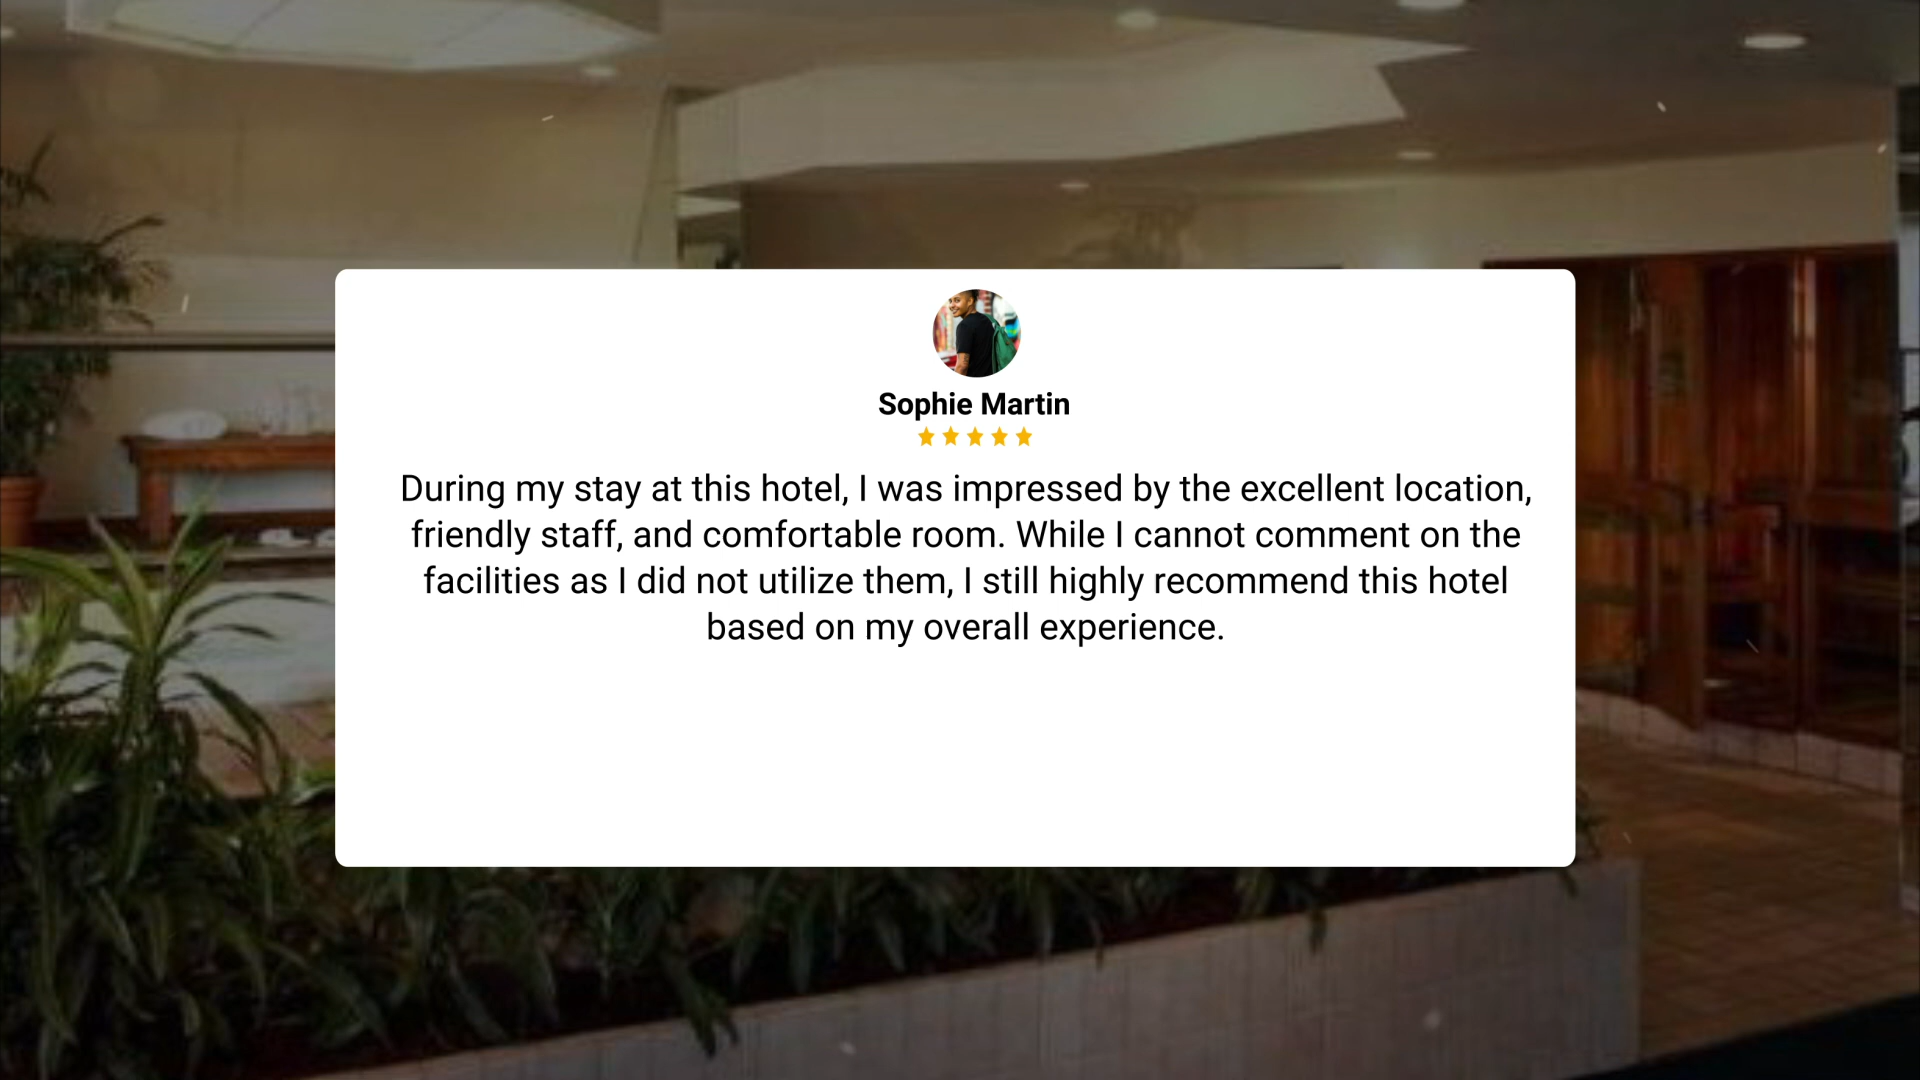 Sophie Martin
During my stay at this hotel, I was impressed by the excellent location,
friendly staff, and comfortable room. While I cannot comment on the
facilities as I did not utilize them, I still highly recommend this hotel
based on my overall experience.